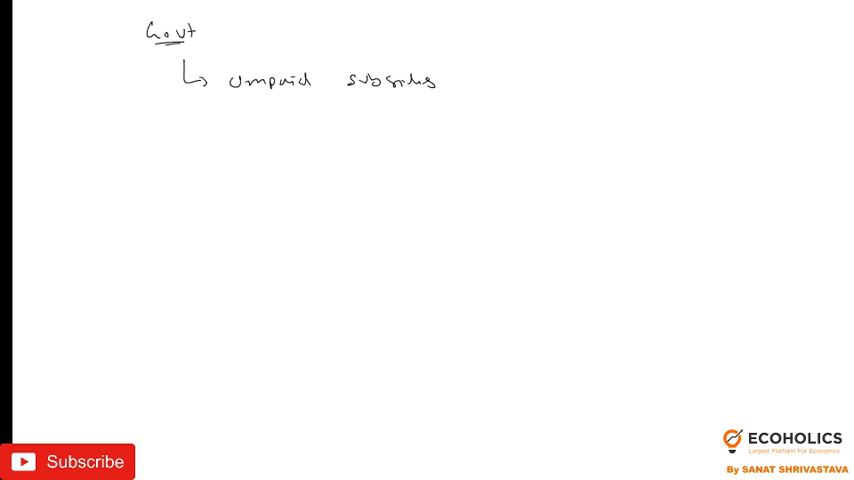 Govt
unpaid subsidies
Subscribe
ECOHOLICS
Largest Platform For Economics
By SANAT SHRIVASTAVA